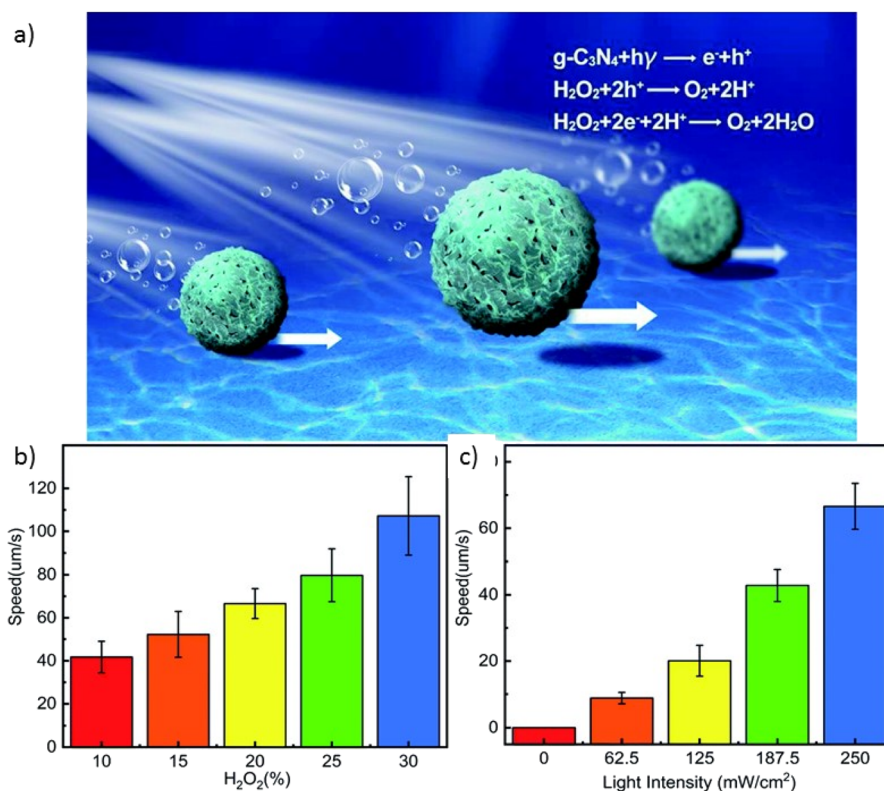 a)
g-C₃N₄+hγ ⟶ e⁻+h⁺
H₂O₂+2h⁺ ⟶ O₂+2H⁺
H₂O₂+2e⁻+2H⁺ ⟶ O₂+2H₂O
b)
Speed(um/s)
120
100
80
60
40
20
0
10 15 20 25 30
H₂O₂(%)
c)
Speed(um/s)
60
40
20
0
0 62.5 125 187.5 250
Light Intensity (mW/cm²)